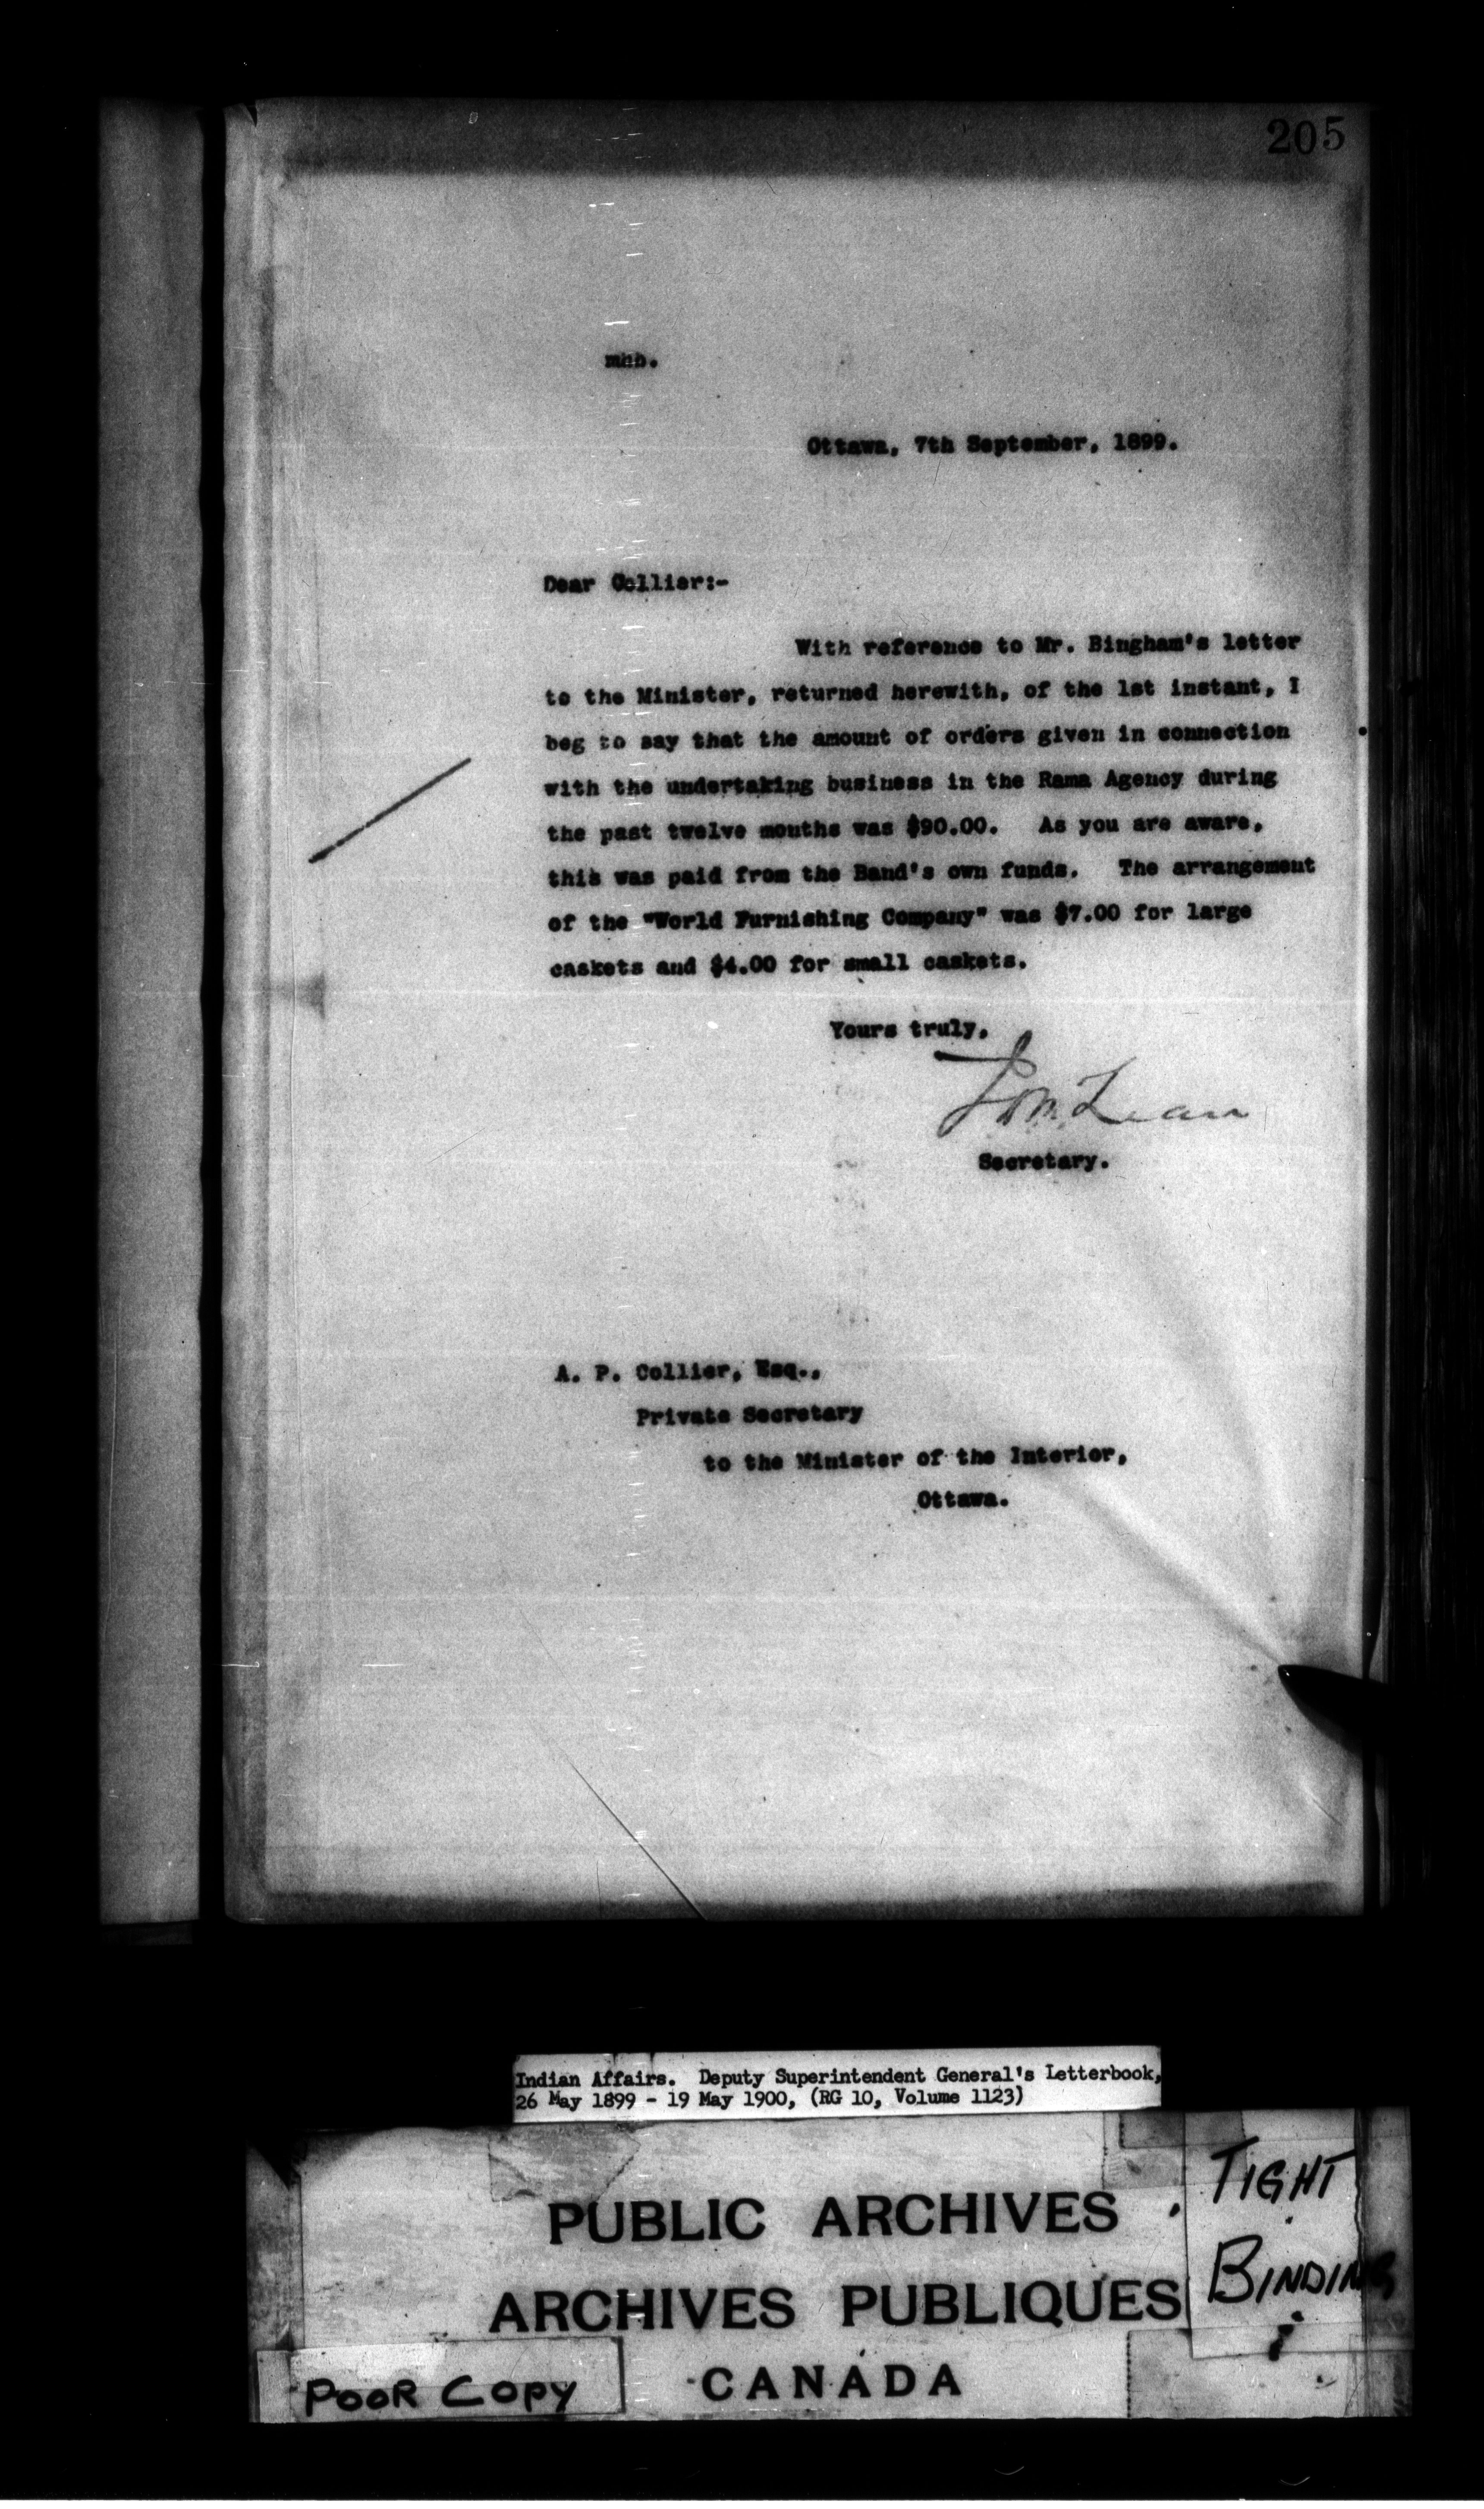 205
mhb.
Ottawa, 7th September, 1899.
Dear Collier:-
With reference to Mr. Bingham's letter
to the Minister, returned herewith, of the 1st instant, I
beg to say that the amount of orders given in connection
with the undertaking business in the Rama Agency during
the past twelve months was $90.00. As you are aware,
this was paid from the Band's own funds. The arrangement
of the "World Furnishing Company" was $7.00 for large
caskets and $4.00 for small caskets.
Yours truly,
Secretary.
A. P. Collier, Esq.,
Private Secretary
to the Minister of the Interior,
Ottawa.
Indian Affairs. Deputy Superintendent General's Letterbook,
26 May 1899 - 19 May 1900, (RG 10, Volume 1123)
PUBLIC ARCHIVES
ARCHIVES PUBLIQUES
CANADA
TIGHT
BINDING
POOR COPY